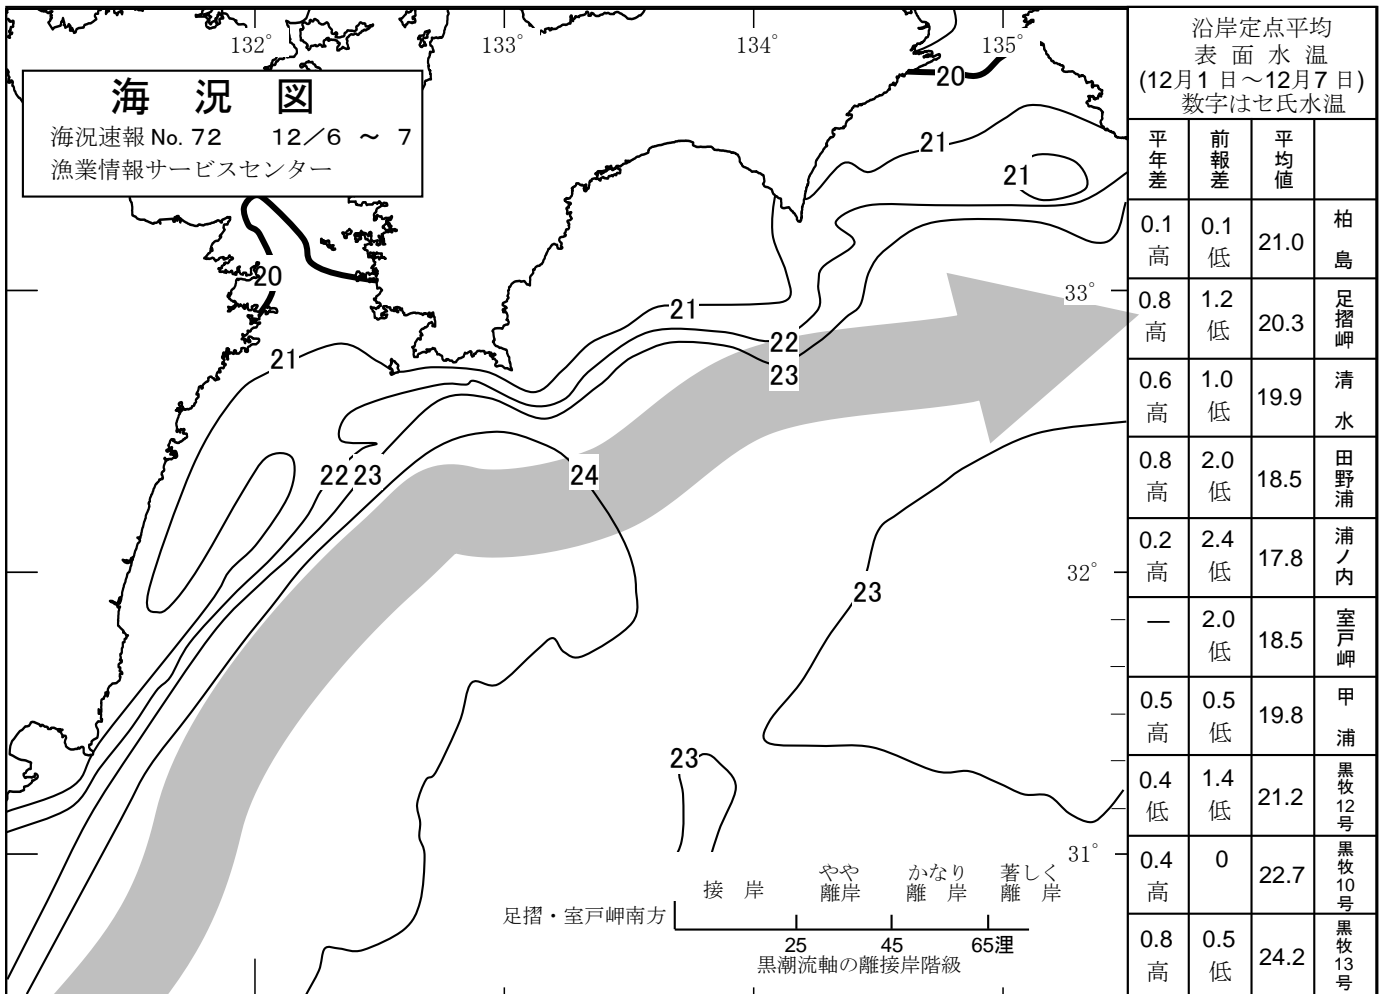 132° 133° 134° 135°
海 況 図
海況速報 No. 72 12/6 ～ 7
漁業情報サービスセンター
20
21
21
20
21
22
23
21
33°
22 23
24
32°
23
23
31°
接 岸 やや離岸 かなり離 岸 著しく離 岸
足摺・室戸岬南方
25 45 65浬
黒潮流軸の離接岸階級
沿岸定点平均
表 面 水 温
(12月1 日～12月7 日)
数字はセ氏水温
平年差 前報差 平均値
0.1高 0.1低 21.0 柏 島
0.8高 1.2低 20.3 足摺岬
0.6高 1.0低 19.9 清 水
0.8高 2.0低 18.5 田野浦
0.2高 2.4低 17.8 浦ノ内
— 2.0低 18.5 室戸岬
0.5高 0.5低 19.8 甲 浦
0.4低 1.4低 21.2 黒牧12号
0.4高 0 22.7 黒牧10号
0.8高 0.5低 24.2 黒牧13号